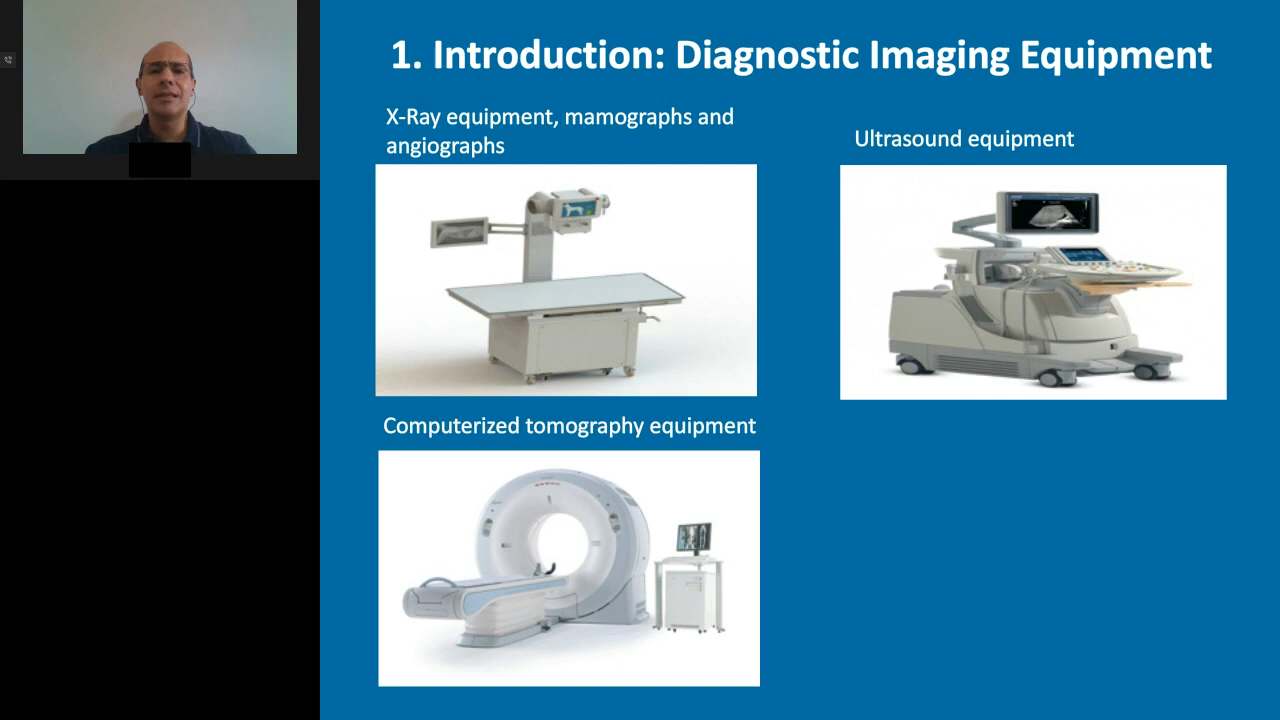 1. Introduction: Diagnostic Imaging Equipment
X-Ray equipment, mamographs and
angiographs
Ultrasound equipment
Computerized tomography equipment